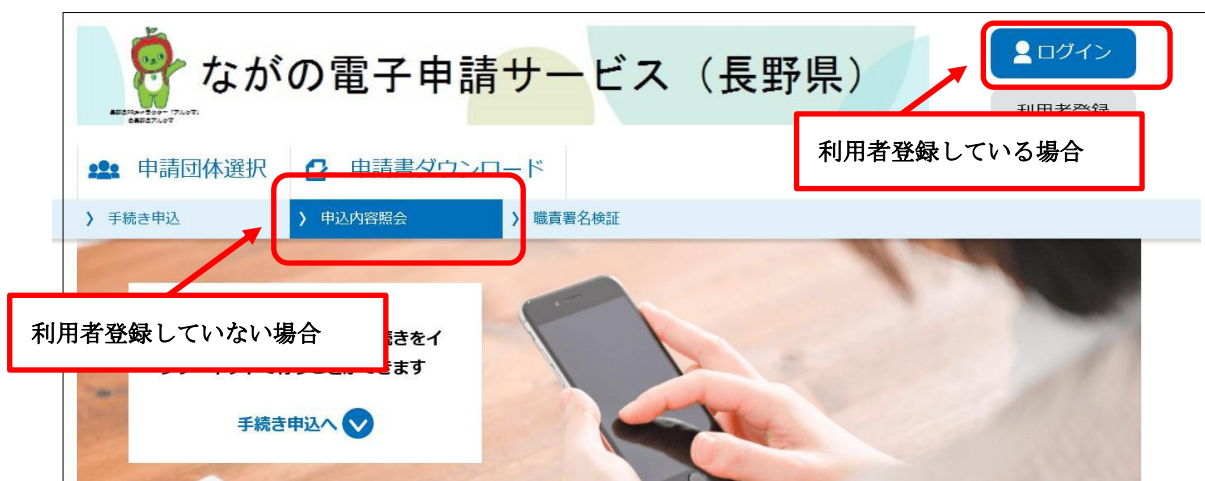 ログイン
ながの電子申請サービス（長野県）
利用者登録
利用者登録している場合
申請団体選択
申請書ダウンロード
手続き申込
申込内容照会
職責署名検証
利用者登録していない場合
きをイ
きます
手続き申込へ